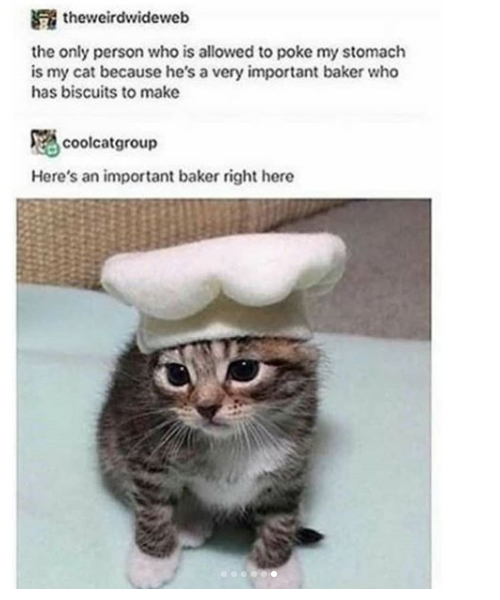 theweirdwideweb
the only person who is allowed to poke my stomach
is my cat because he's a very important baker who
has biscuits to make
coolcatgroup
Here's an important baker right here